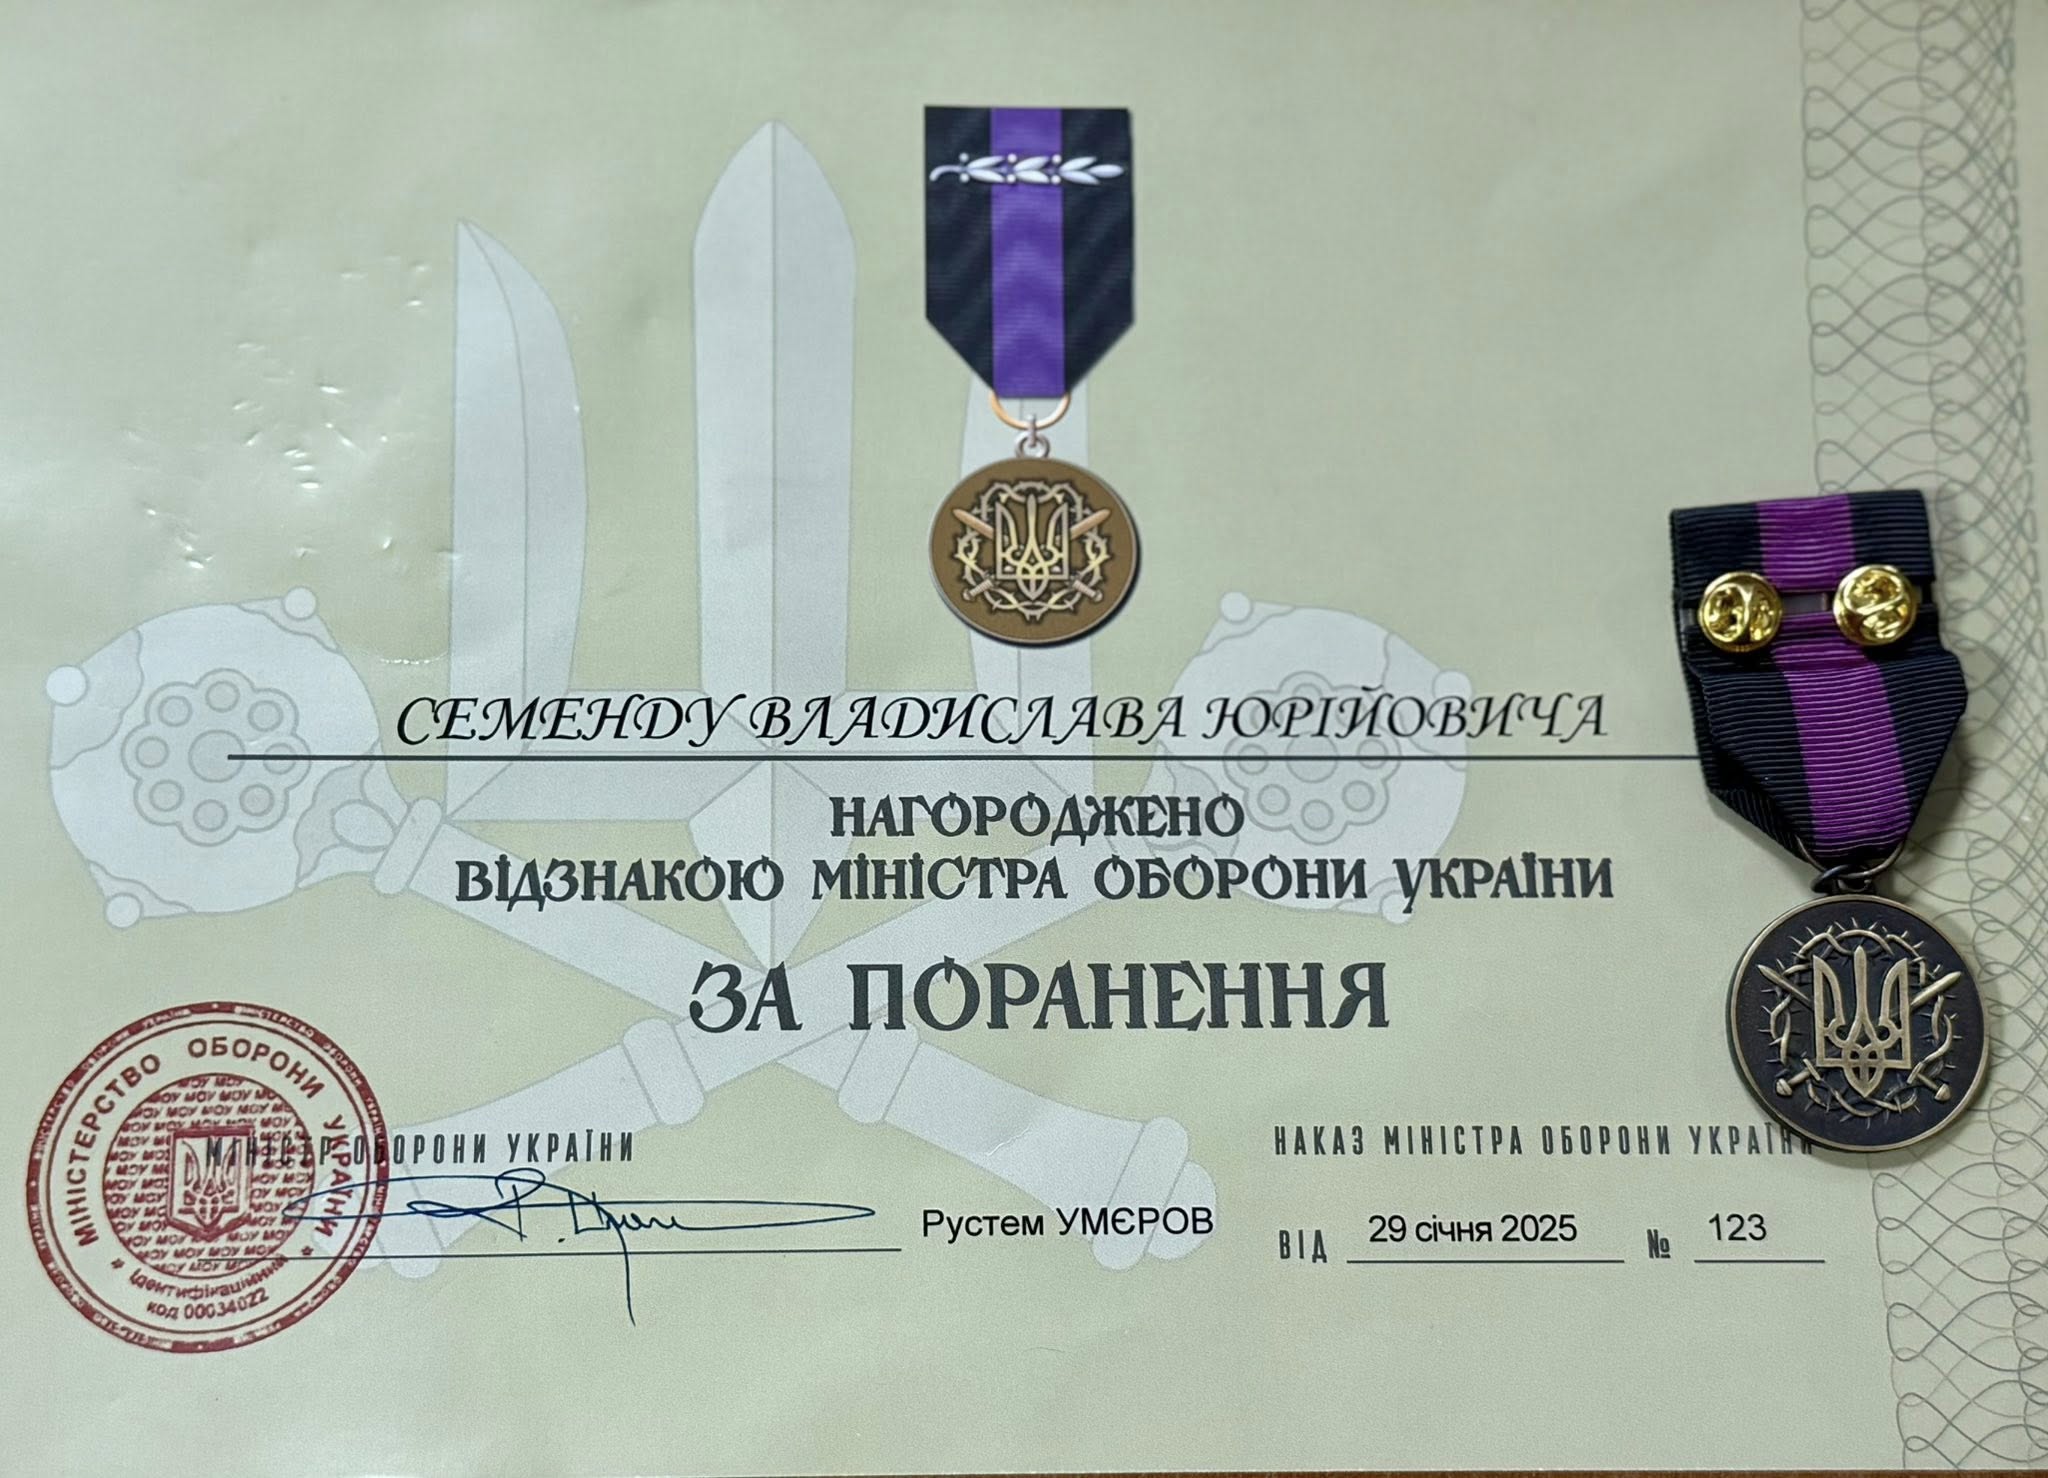 СЕМЕНДУ ВЛАДИСЛАВА ЮРІЙОВИЧА
НАГОРОДЖЕНО
ВІДЗНАКОЮ МІНІСТРА ОБОРОНИ УКРАЇНИ
ЗА ПОРАНЕННЯ
МІНІСТР ОБОРОНИ УКРАЇНИ
Рустем УМЄРОВ
НАКАЗ МІНІСТРА ОБОРОНИ УКРАЇНИ
ВІД 29 січня 2025 № 123
МІНІСТЕРСТВО ОБОРОНИ УКРАЇНИ
* Ідентифікаційний *
код 00034022